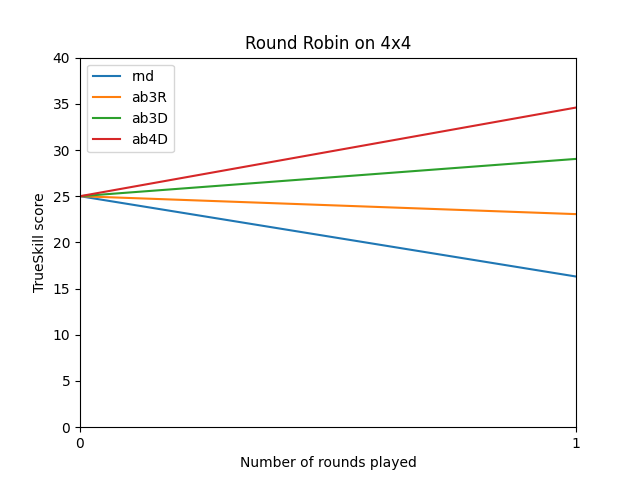 Round Robin on 4x4
40
35
30
25
20
15
10
5
0
TrueSkill score
rnd
ab3R
ab3D
ab4D
0
1
Number of rounds played